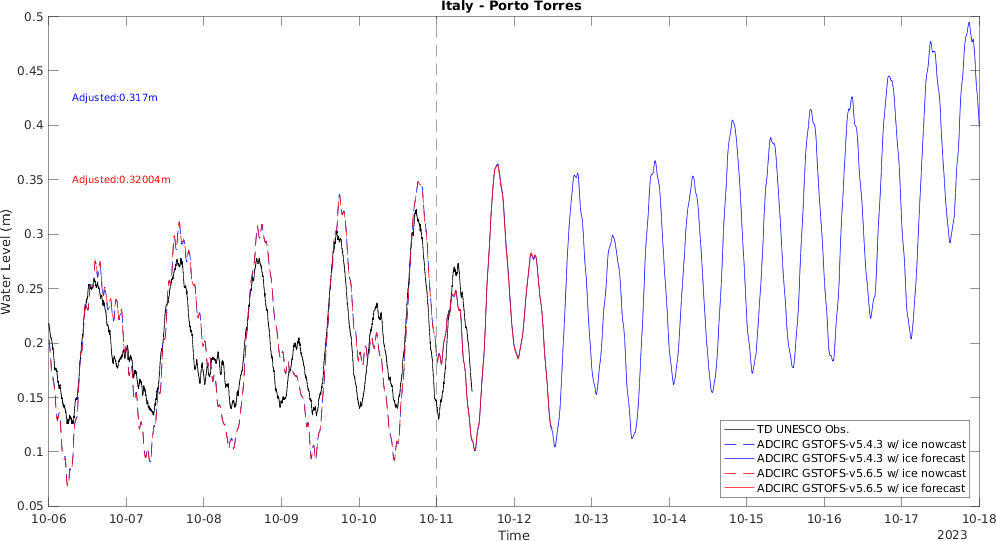 Italy - Porto Torres
Water Level (m)
0.5
0.45
0.4
0.35
0.3
0.25
0.2
0.15
0.1
0.05
Adjusted:0.317m
Adjusted:0.32004m
TD UNESCO Obs.
ADCIRC GSTOFS-v5.4.3 w/ ice nowcast
ADCIRC GSTOFS-v5.4.3 w/ ice forecast
ADCIRC GSTOFS-v5.6.5 w/ ice nowcast
ADCIRC GSTOFS-v5.6.5 w/ ice forecast
10-06 10-07 10-08 10-09 10-10 10-11 10-12 10-13 10-14 10-15 10-16 10-17 10-18
Time
2023